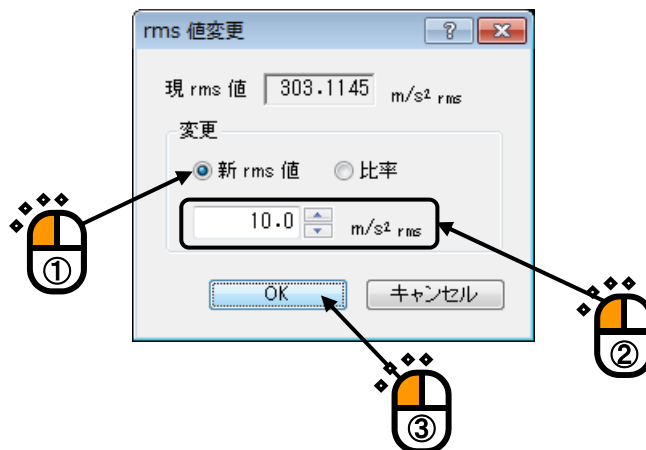 rms 値変更
現 rms 値 303.1145 m/s² rms
変更
新 rms 値 比率
10.0 m/s² rms
OK キャンセル
①
②
③